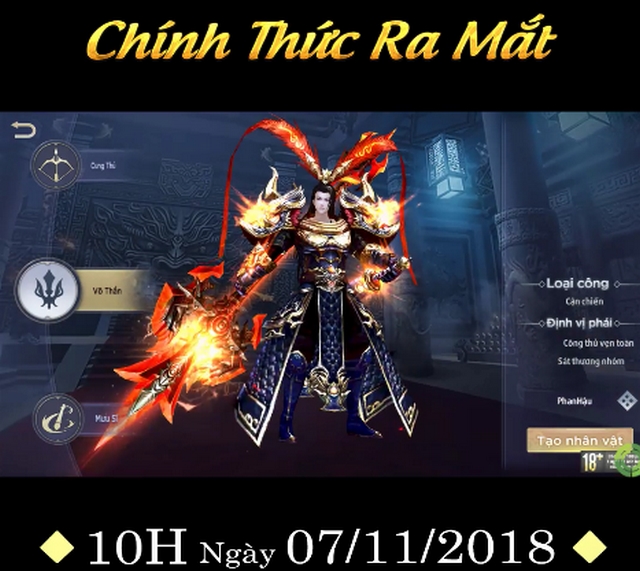 Chính Thức Ra Mắt
Cung Thủ
Võ Thần
Mưu Sĩ
Loại công
Cận chiến
Định vị phái
Công thủ vẹn toàn
Sát thương nhóm
PhanHậu
Tạo nhân vật
18+
10H Ngày 07/11/2018